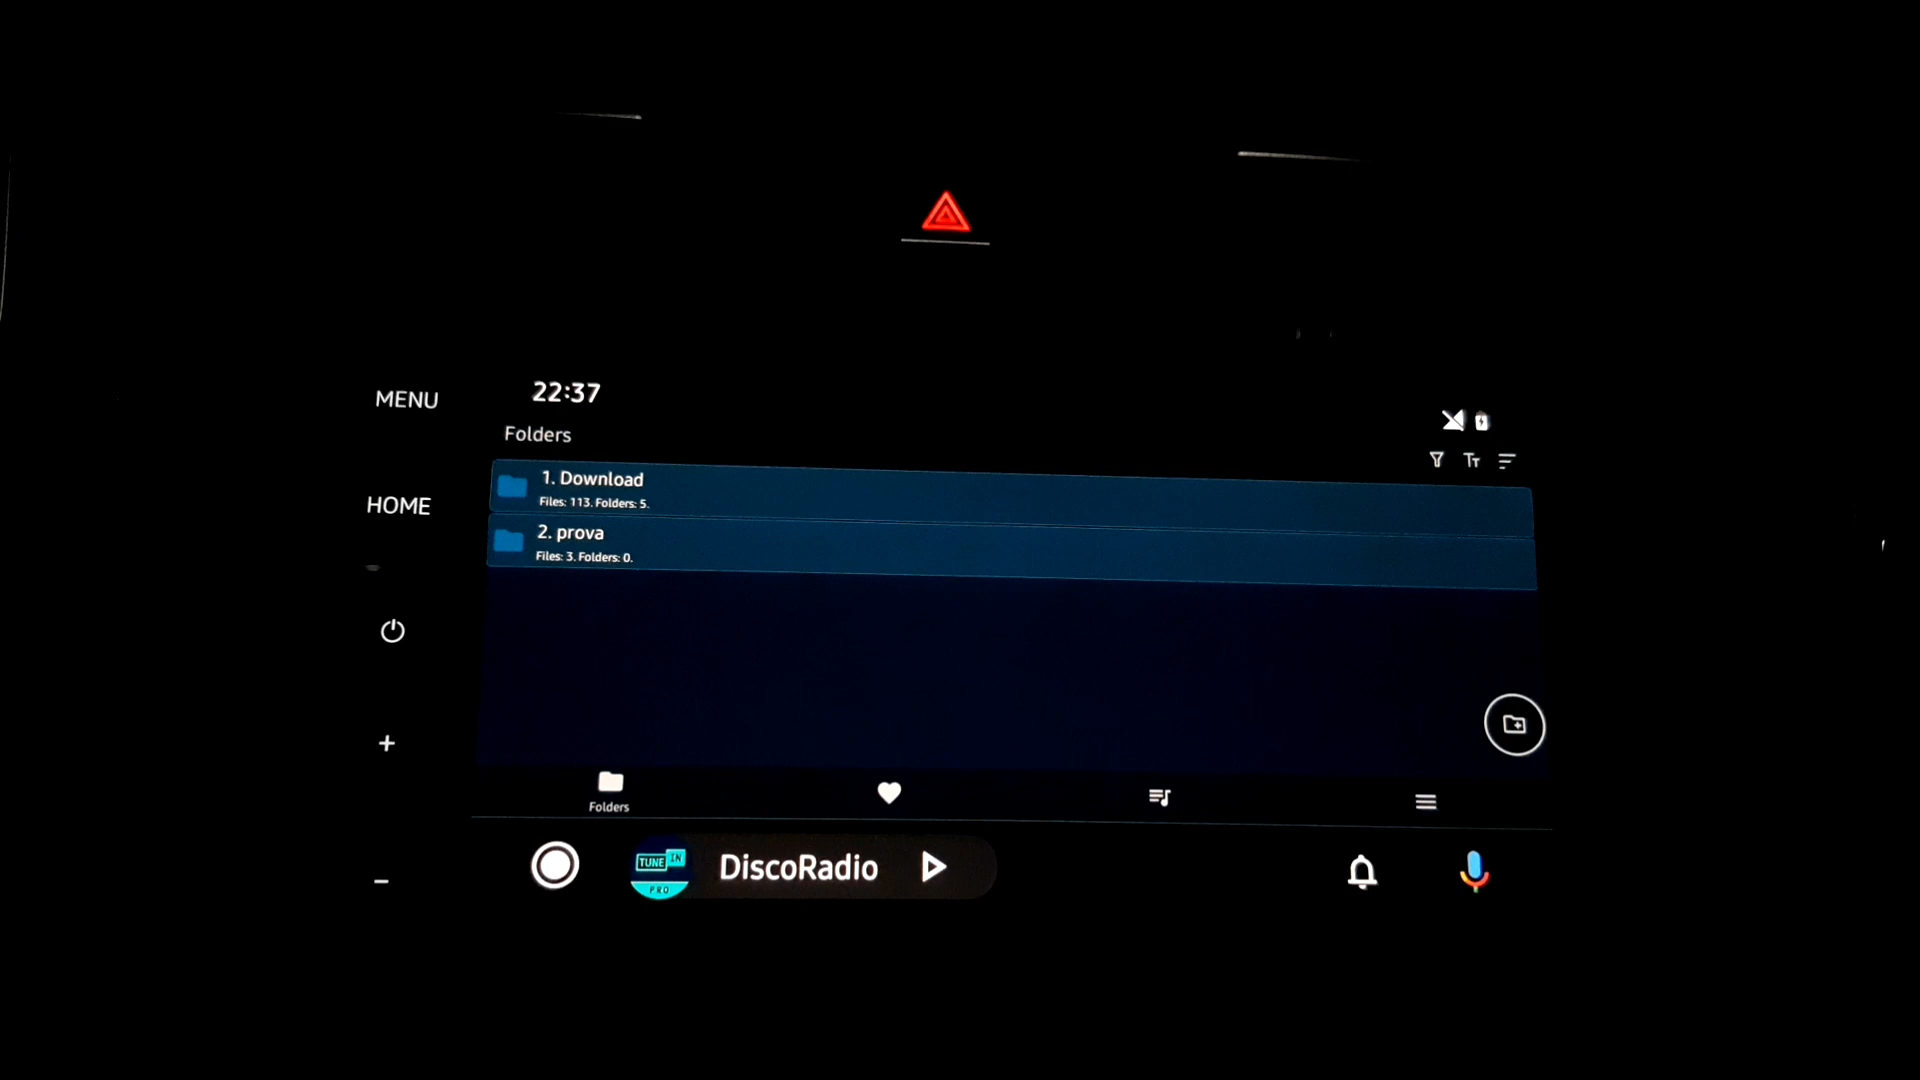 MENU
22:37
Folders
1. Download
Files: 113. Folders: 5.
HOME
2. prova
Files: 3. Folders: 0.
Folders
TUNE IN
PRO
DiscoRadio